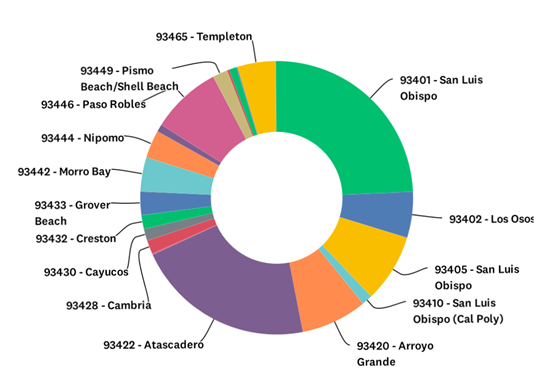 93465 - Templeton
93449 - Pismo
Beach/Shell Beach
93446 - Paso Robles
93444 - Nipomo
93442 - Morro Bay
93433 - Grover
Beach
93432 - Creston
93430 - Cayucos
93428 - Cambria
93422 - Atascadero
93401 - San Luis
Obispo
93402 - Los Osos
93405 - San Luis
Obispo
93410 - San Luis
Obispo (Cal Poly)
93420 - Arroyo
Grande